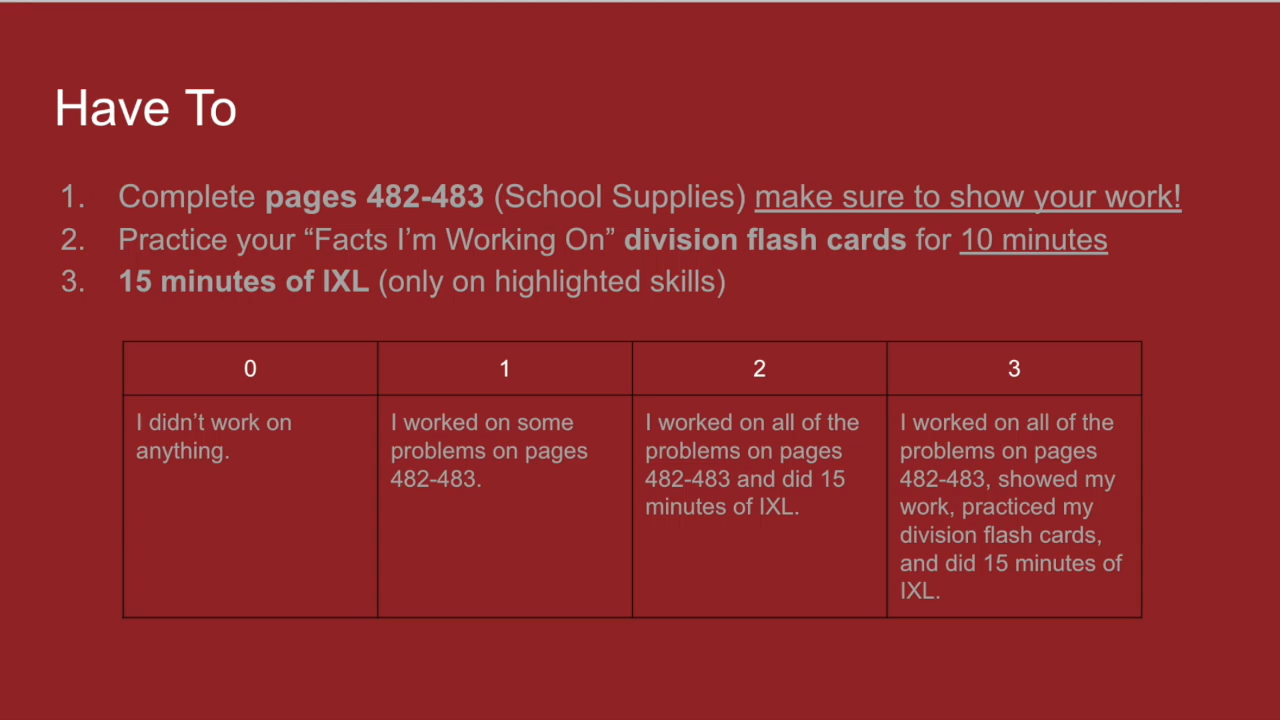 Have To
1. Complete pages 482-483 (School Supplies) make sure to show your work!
2. Practice your “Facts I’m Working On” division flash cards for 10 minutes
3. 15 minutes of IXL (only on highlighted skills)
0
1
2
3
I didn’t work on
anything.
I worked on some
problems on pages
482-483.
I worked on all of the
problems on pages
482-483 and did 15
minutes of IXL.
I worked on all of the
problems on pages
482-483, showed my
work, practiced my
division flash cards,
and did 15 minutes of
IXL.